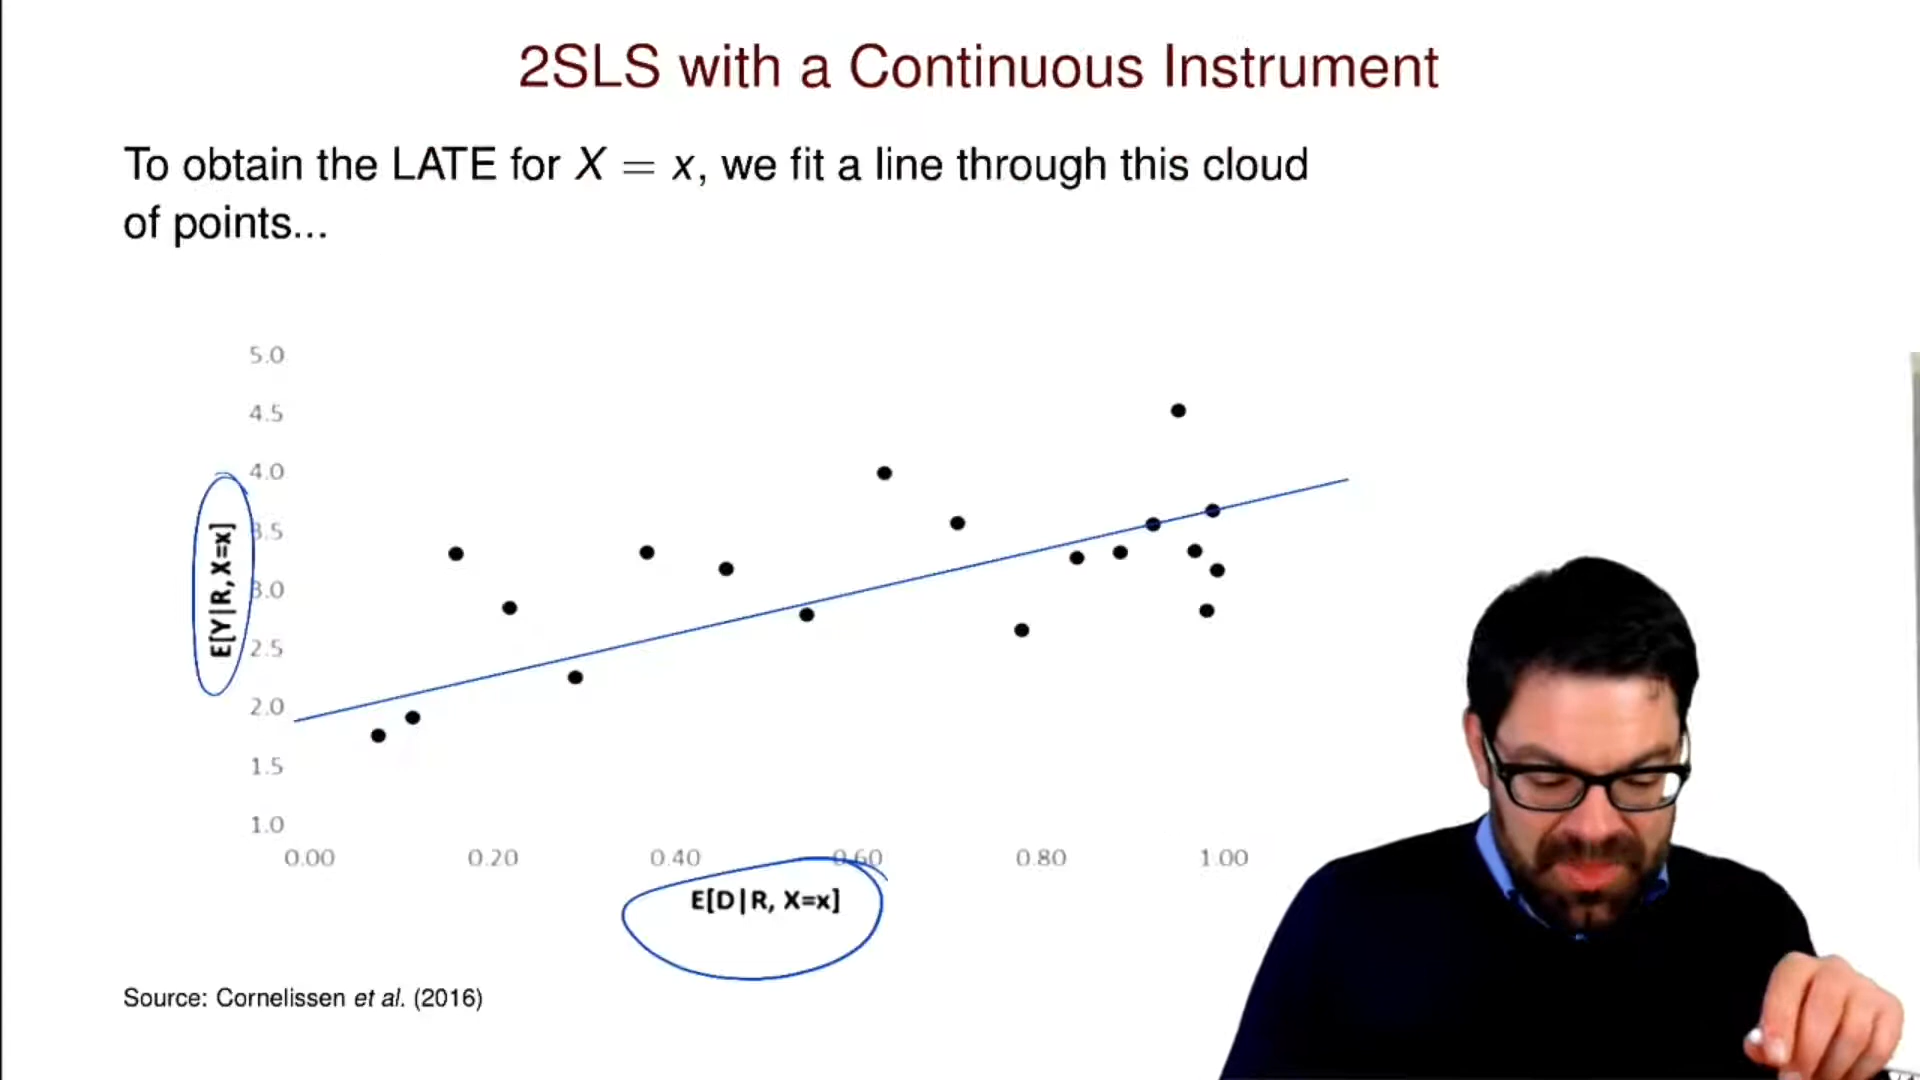 2SLS with a Continuous Instrument
To obtain the LATE for X = x, we fit a line through this cloud
of points...
5.0
4.5
4.0
3.5
3.0
2.5
2.0
1.5
1.0
E[Y|R, X=x]
0.00 0.20 0.40 0.60 0.80 1.00
E[D|R, X=x]
Source: Cornelissen et al. (2016)